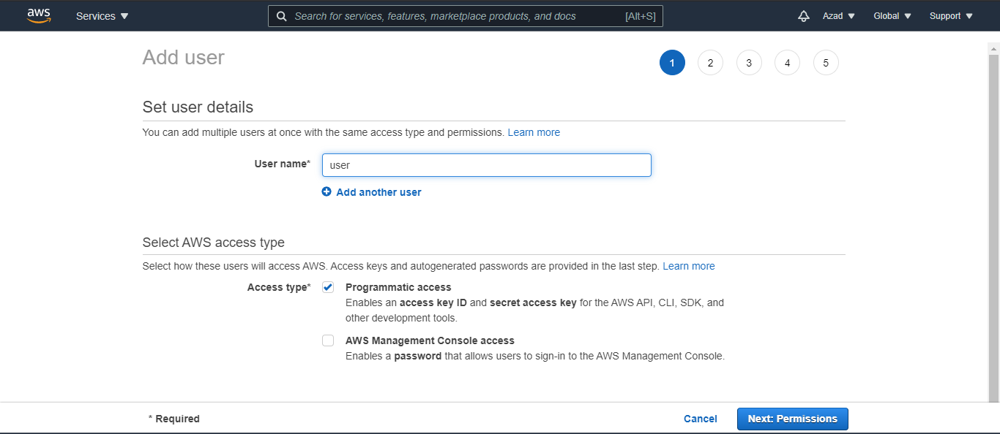 aws Services Search for services, features, marketplace products, and docs [Alt+S] Azad Global Support
Add user 1 2 3 4 5
Set user details
You can add multiple users at once with the same access type and permissions. Learn more
User name* user
Add another user
Select AWS access type
Select how these users will access AWS. Access keys and autogenerated passwords are provided in the last step. Learn more
Access type* Programmatic access
Enables an access key ID and secret access key for the AWS API, CLI, SDK, and
other development tools.
AWS Management Console access
Enables a password that allows users to sign-in to the AWS Management Console.
* Required Cancel Next: Permissions